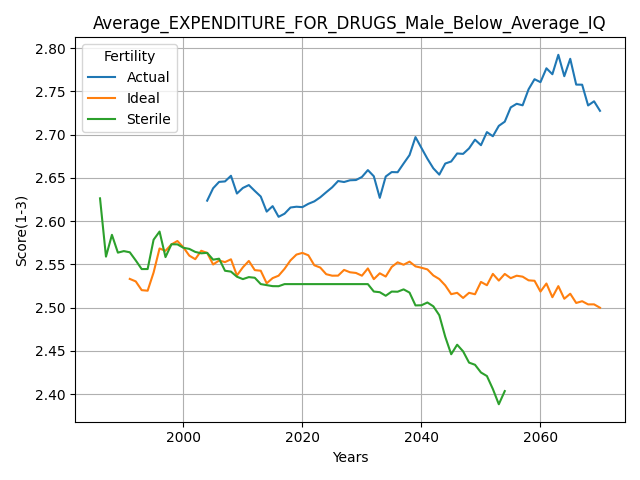 Average_EXPENDITURE_FOR_DRUGS_Male_Below_Average_IQ
Fertility
Actual
Ideal
Sterile
Score(1-3)
2.80
2.75
2.70
2.65
2.60
2.55
2.50
2.45
2.40
2000 2020 2040 2060
Years